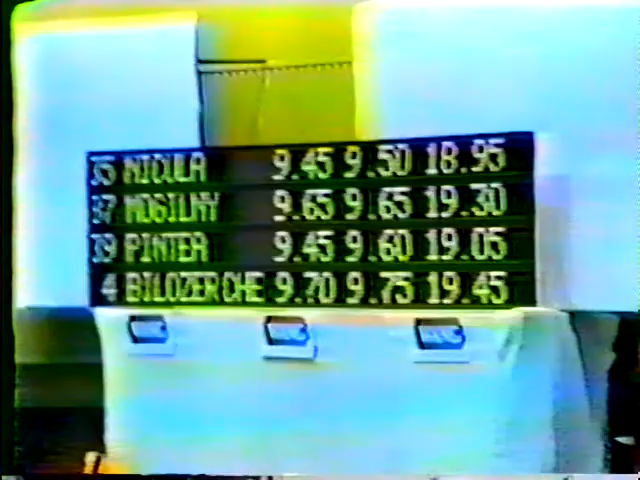 35 NICULA 9.45 9.50 18.95
37 MOGILNY 9.65 9.65 19.30
39 PINTER 9.45 9.60 19.05
4 BILOZERCHE 9.70 9.75 19.45